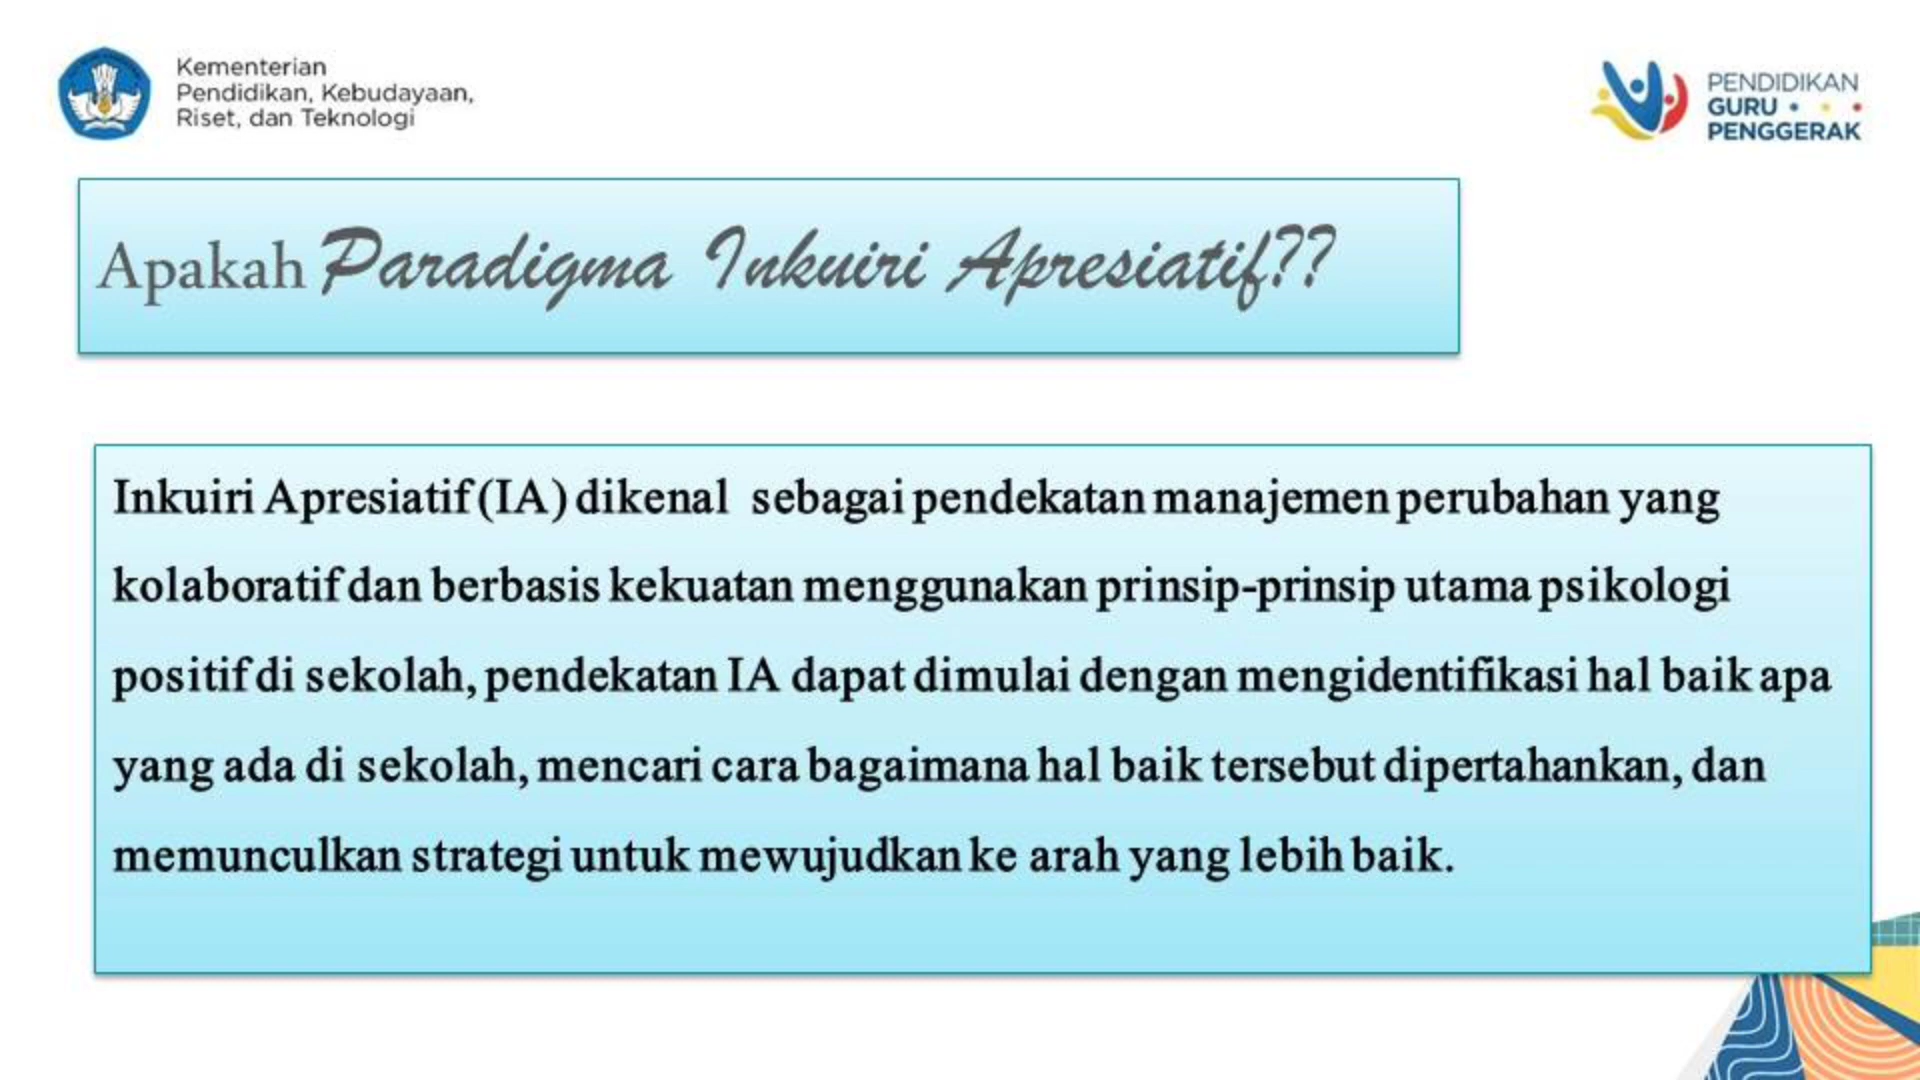 Kementerian
Pendidikan, Kebudayaan,
Riset, dan Teknologi
PENDIDIKAN
GURU
PENGGERAK
Apakah Paradigma Inkuiri Apresiatif??
Inkuiri Apresiatif (IA) dikenal sebagai pendekatan manajemen perubahan yang
kolaboratif dan berbasis kekuatan menggunakan prinsip-prinsip utama psikologi
positif di sekolah, pendekatan IA dapat dimulai dengan mengidentifikasi hal baik apa
yang ada di sekolah, mencari cara bagaimana hal baik tersebut dipertahankan, dan
memunculkan strategi untuk mewujudkan ke arah yang lebih baik.